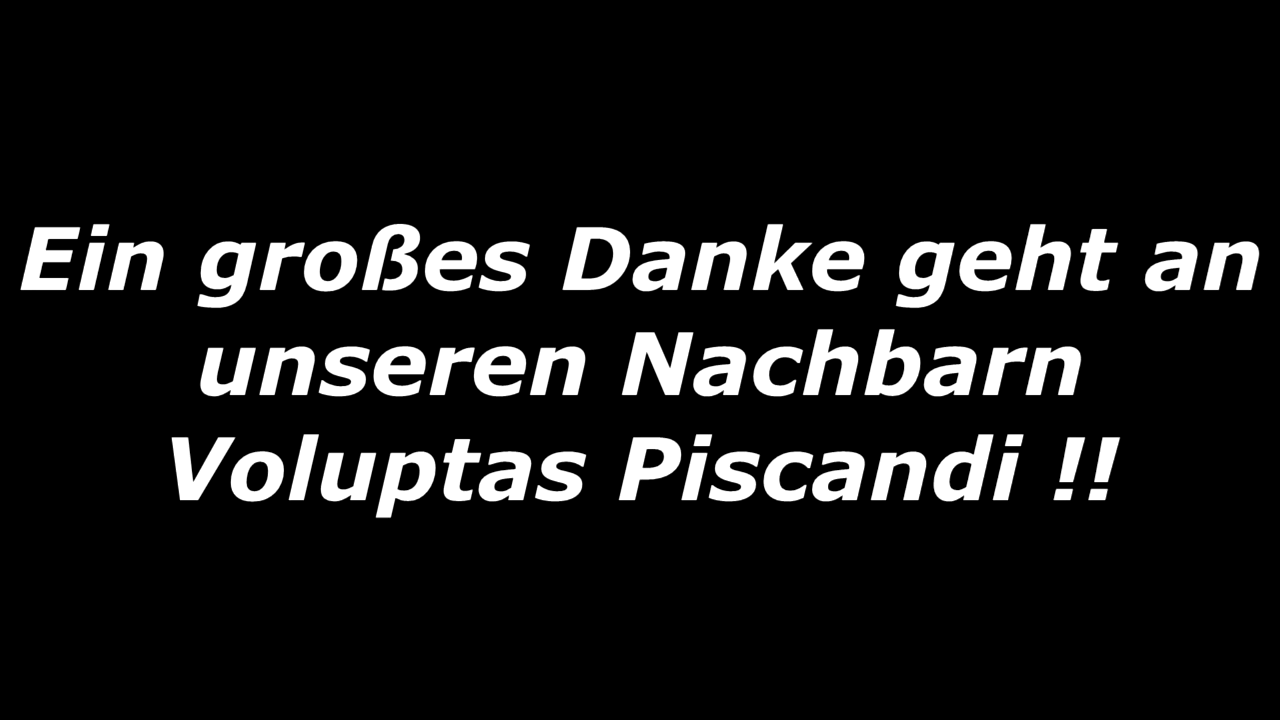 Ein großes Danke geht an
unseren Nachbarn
Voluptas Piscandi !!